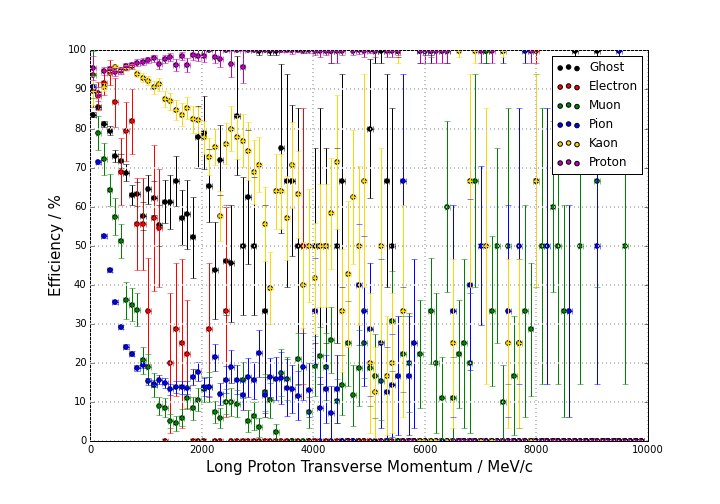 100
90
80
70
60
50
40
30
20
10
0
Efficiency / %
0
2000
4000
6000
8000
10000
Long Proton Transverse Momentum / MeV/c
Ghost
Electron
Muon
Pion
Kaon
Proton